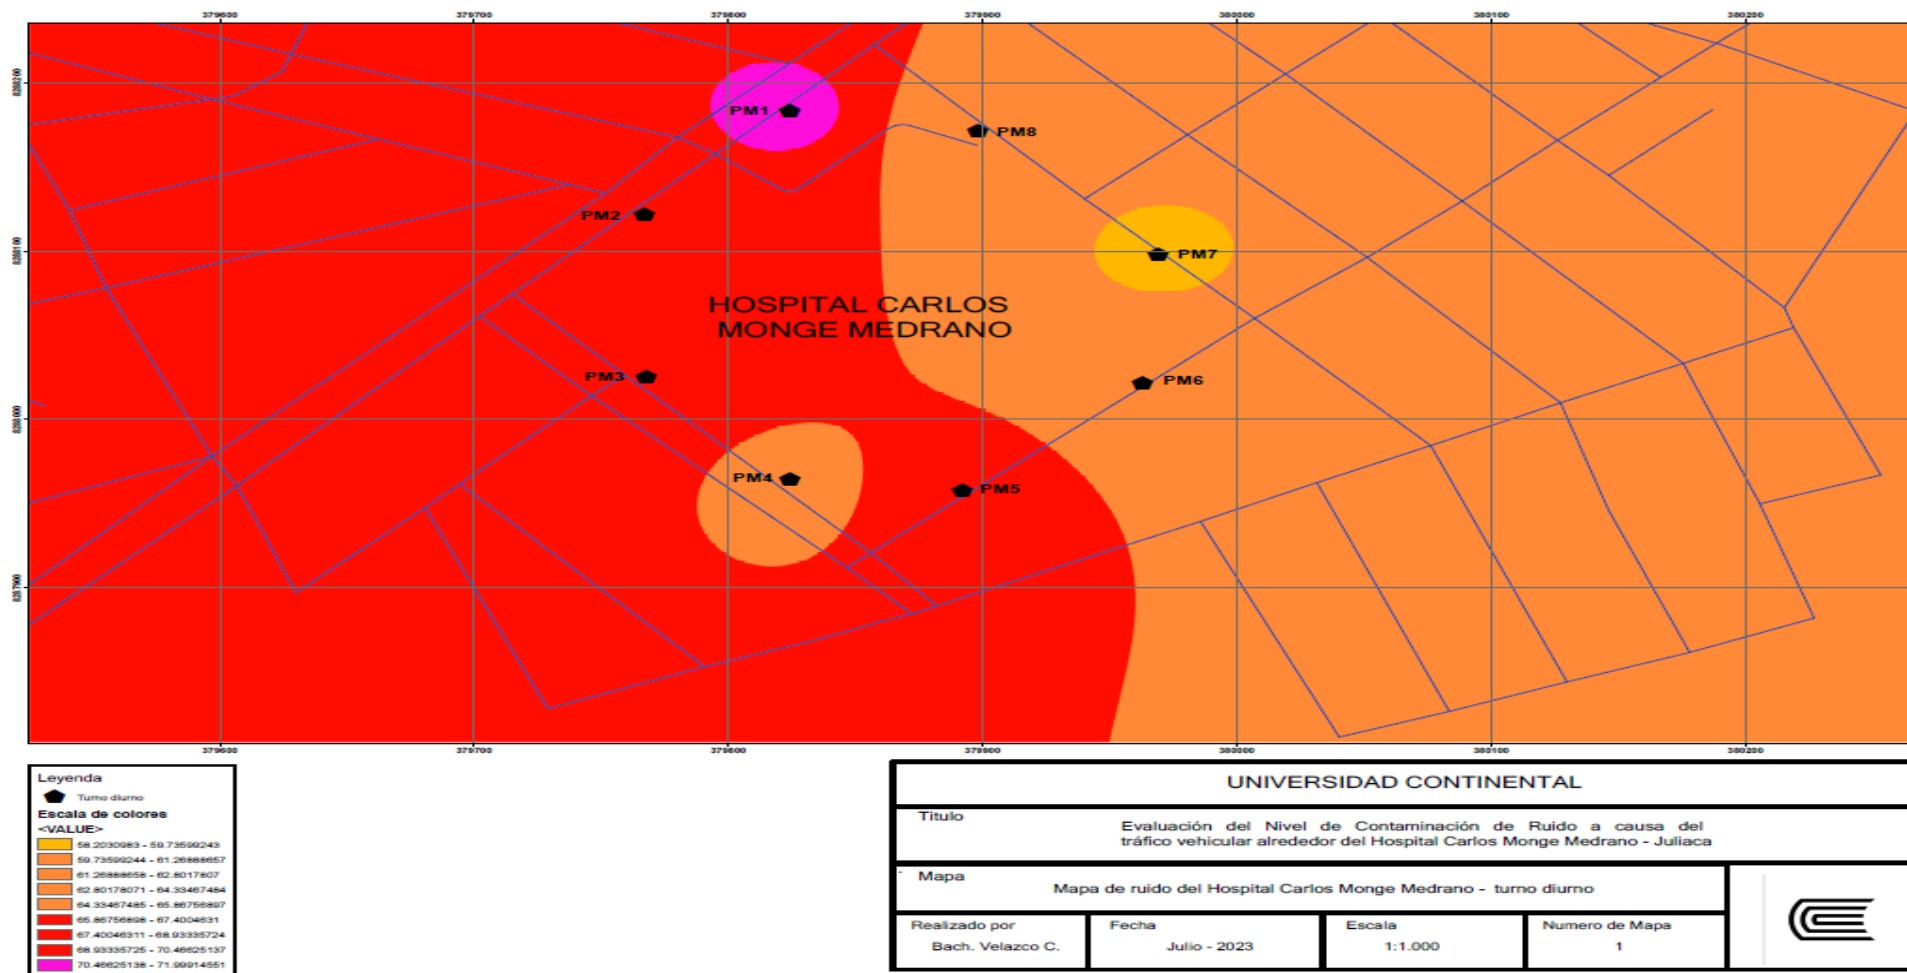 379600 379700 379800 379900 380000 380100 380200
8288200
PM1
PM8
PM2
8288100
PM7
HOSPITAL CARLOS
MONGE MEDRANO
PM3
PM6
8288000
PM4
PM5
8287900
379600 379700 379800 379900 380000 380100 380200
Leyenda
Turno diurno
Escala de colores
<VALUE>
58.2030983 - 59.73599243
59.73599244 - 61.26888657
61.26888658 - 62.8017807
62.80178071 - 64.33467484
64.33467485 - 65.86756897
65.86756898 - 67.4004631
67.40046311 - 68.93335724
68.93335725 - 70.46625137
70.46625138 - 71.99914551
UNIVERSIDAD CONTINENTAL
Titulo
Evaluación del Nivel de Contaminación de Ruido a causa del
tráfico vehicular alrededor del Hospital Carlos Monge Medrano - Juliaca
Mapa
Mapa de ruido del Hospital Carlos Monge Medrano - turno diurno
Realizado por
Bach. Velazco C.
Fecha
Julio - 2023
Escala
1:1.000
Numero de Mapa
1